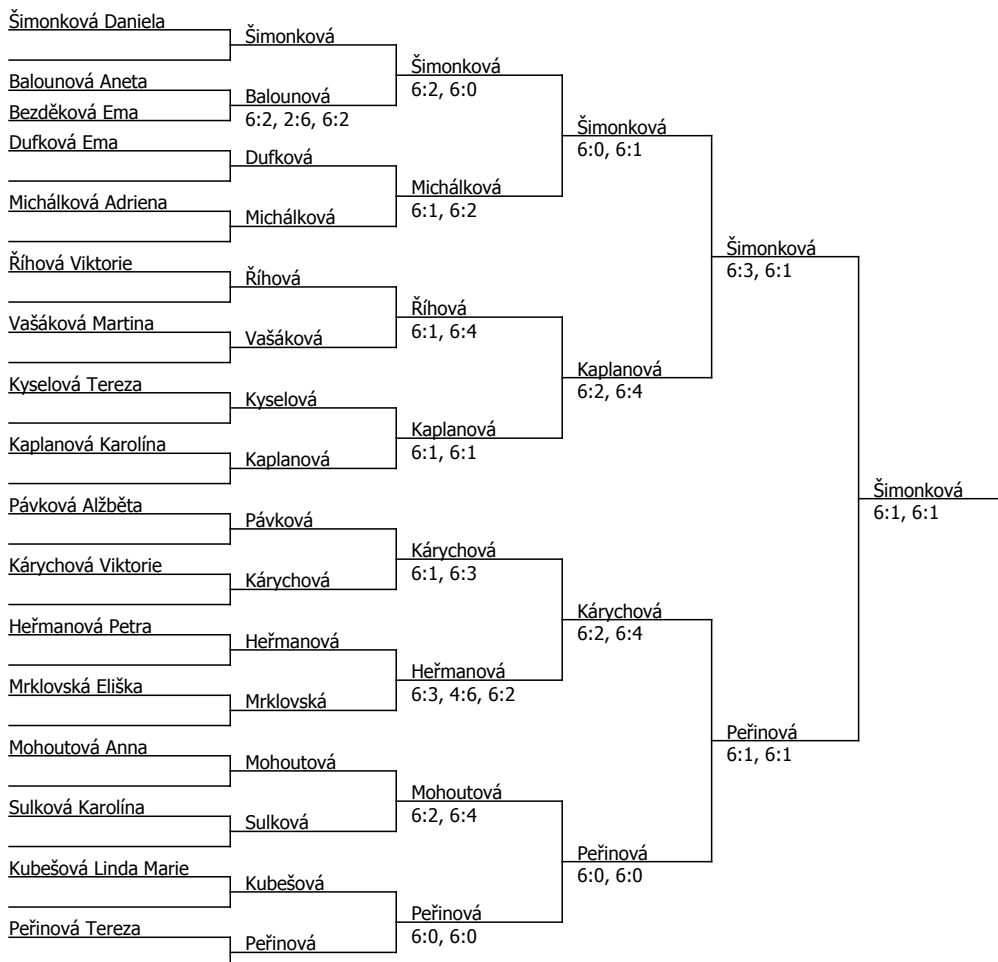 Šimonková Daniela
Balounová Aneta
Bezděková Ema
Dufková Ema
Michálková Adriena
Říhová Viktorie
Vašáková Martina
Kyselová Tereza
Kaplanová Karolína
Pávková Alžběta
Kárychová Viktorie
Heřmanová Petra
Mrklovská Eliška
Mohoutová Anna
Sulková Karolína
Kubešová Linda Marie
Peřinová Tereza
Šimonková
Balounová
6:2, 2:6, 6:2
Dufková
Michálková
Říhová
Vašáková
Kyselová
Kaplanová
Pávková
Kárychová
Heřmanová
Mrklovská
Mohoutová
Sulková
Kubešová
Peřinová
Šimonková
6:2, 6:0
Michálková
6:1, 6:2
Říhová
6:1, 6:4
Kaplanová
6:1, 6:1
Kárychová
6:1, 6:3
Heřmanová
6:3, 4:6, 6:2
Mohoutová
6:2, 6:4
Peřinová
6:0, 6:0
Šimonková
6:0, 6:1
Kaplanová
6:2, 6:4
Kárychová
6:2, 6:4
Peřinová
6:0, 6:0
Šimonková
6:3, 6:1
Peřinová
6:1, 6:1
Šimonková
6:1, 6:1